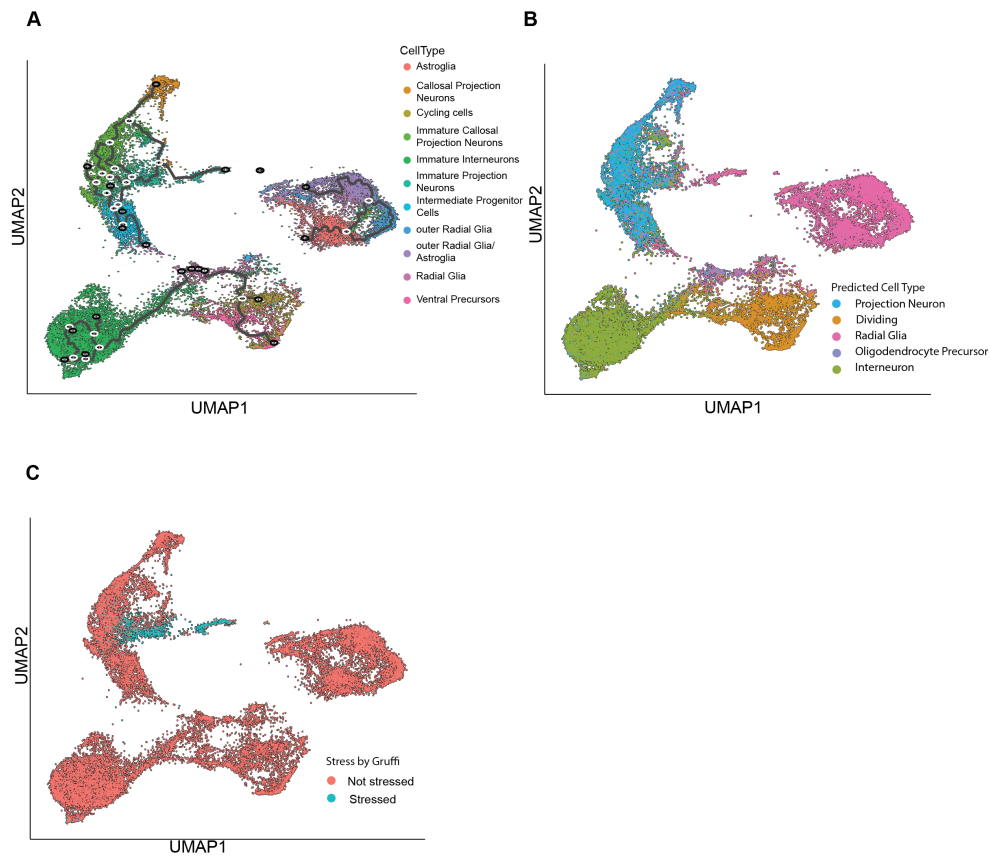 A
CellType
Astroglia
Callosal Projection
Neurons
Cycling cells
Immature Callosal
Projection Neurons
Immature Interneurons
Immature Projection
Neurons
Intermediate Progenitor
Cells
outer Radial Glia
outer Radial Glia/
Astroglia
Radial Glia
Ventral Precursors
UMAP2
UMAP1
B
Predicted Cell Type
Projection Neuron
Dividing
Radial Glia
Oligodendrocyte Precursor
Interneuron
UMAP2
UMAP1
C
Stress by Gruffi
Not stressed
Stressed
UMAP2
UMAP1